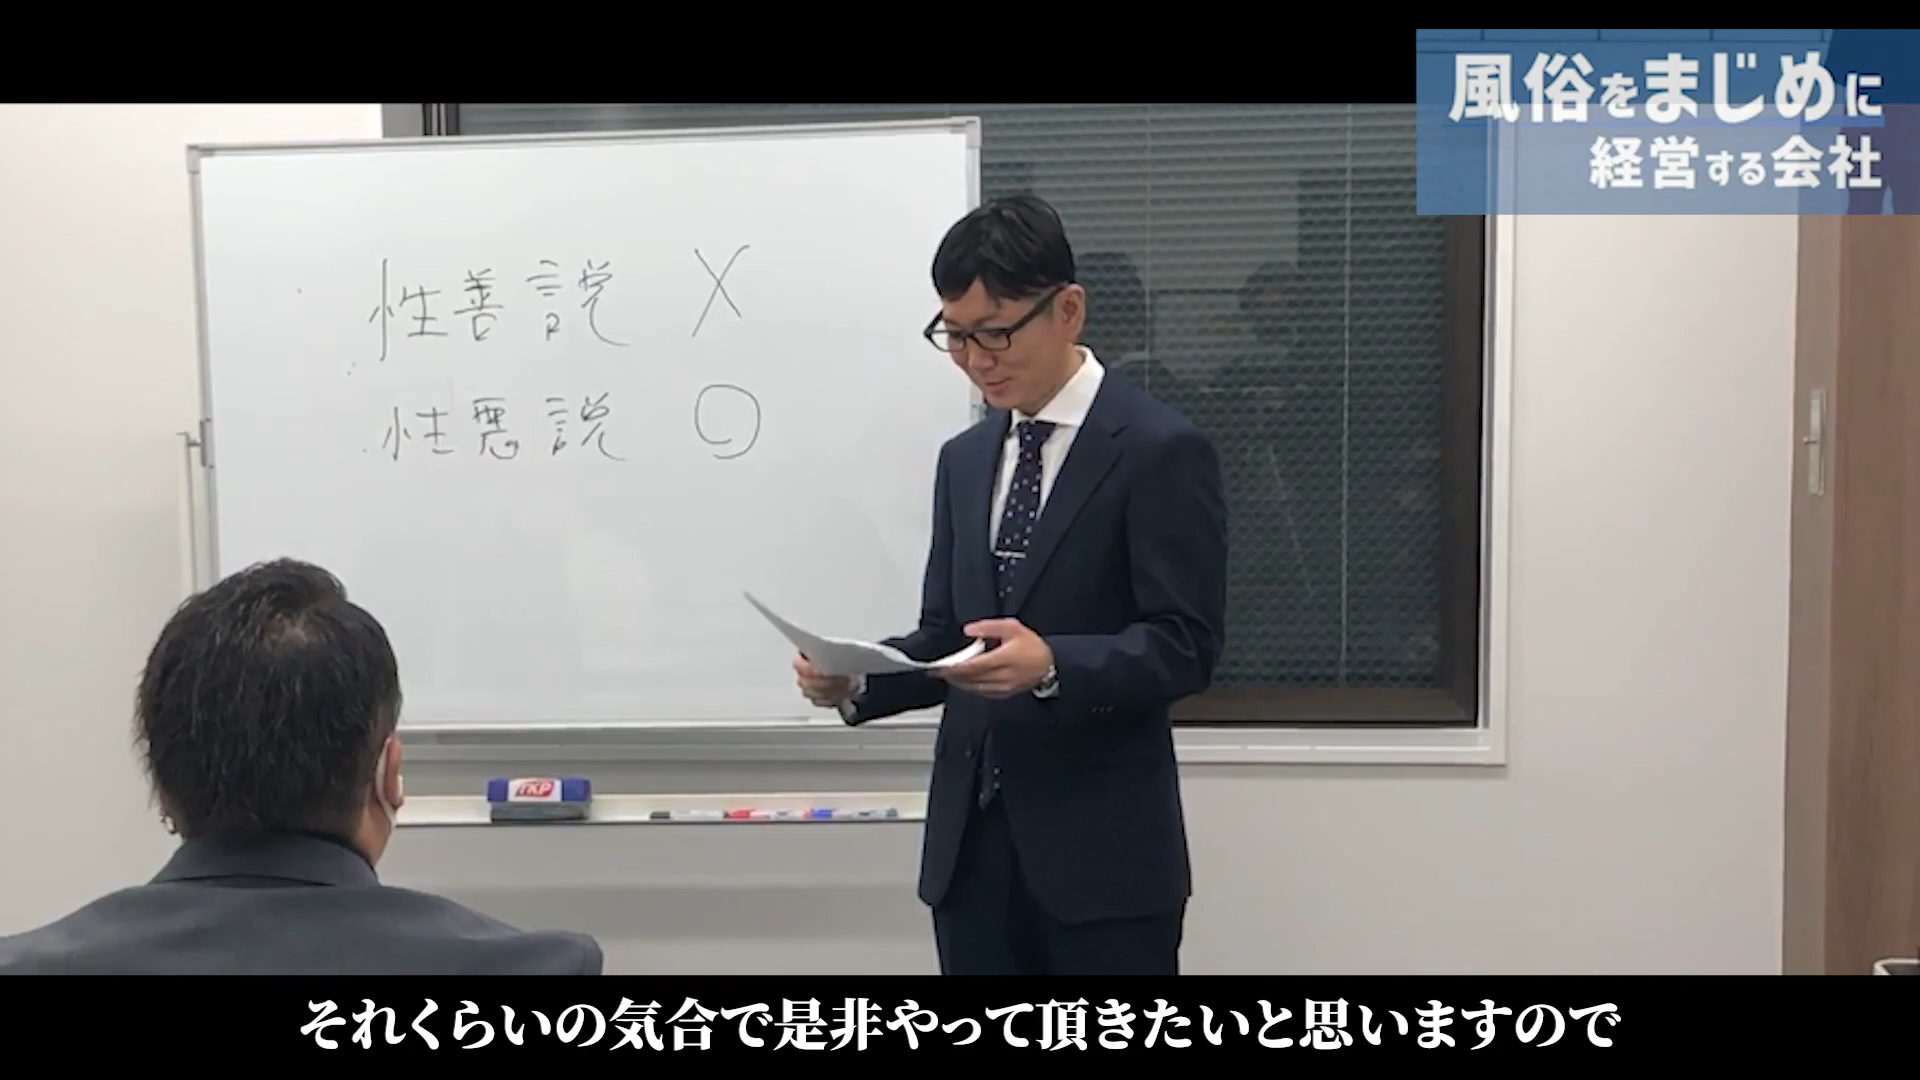 風俗をまじめに
経営する会社
性善説 ×
性悪説 ○
TKP
それくらいの気合で是非やって頂きたいと思いますので